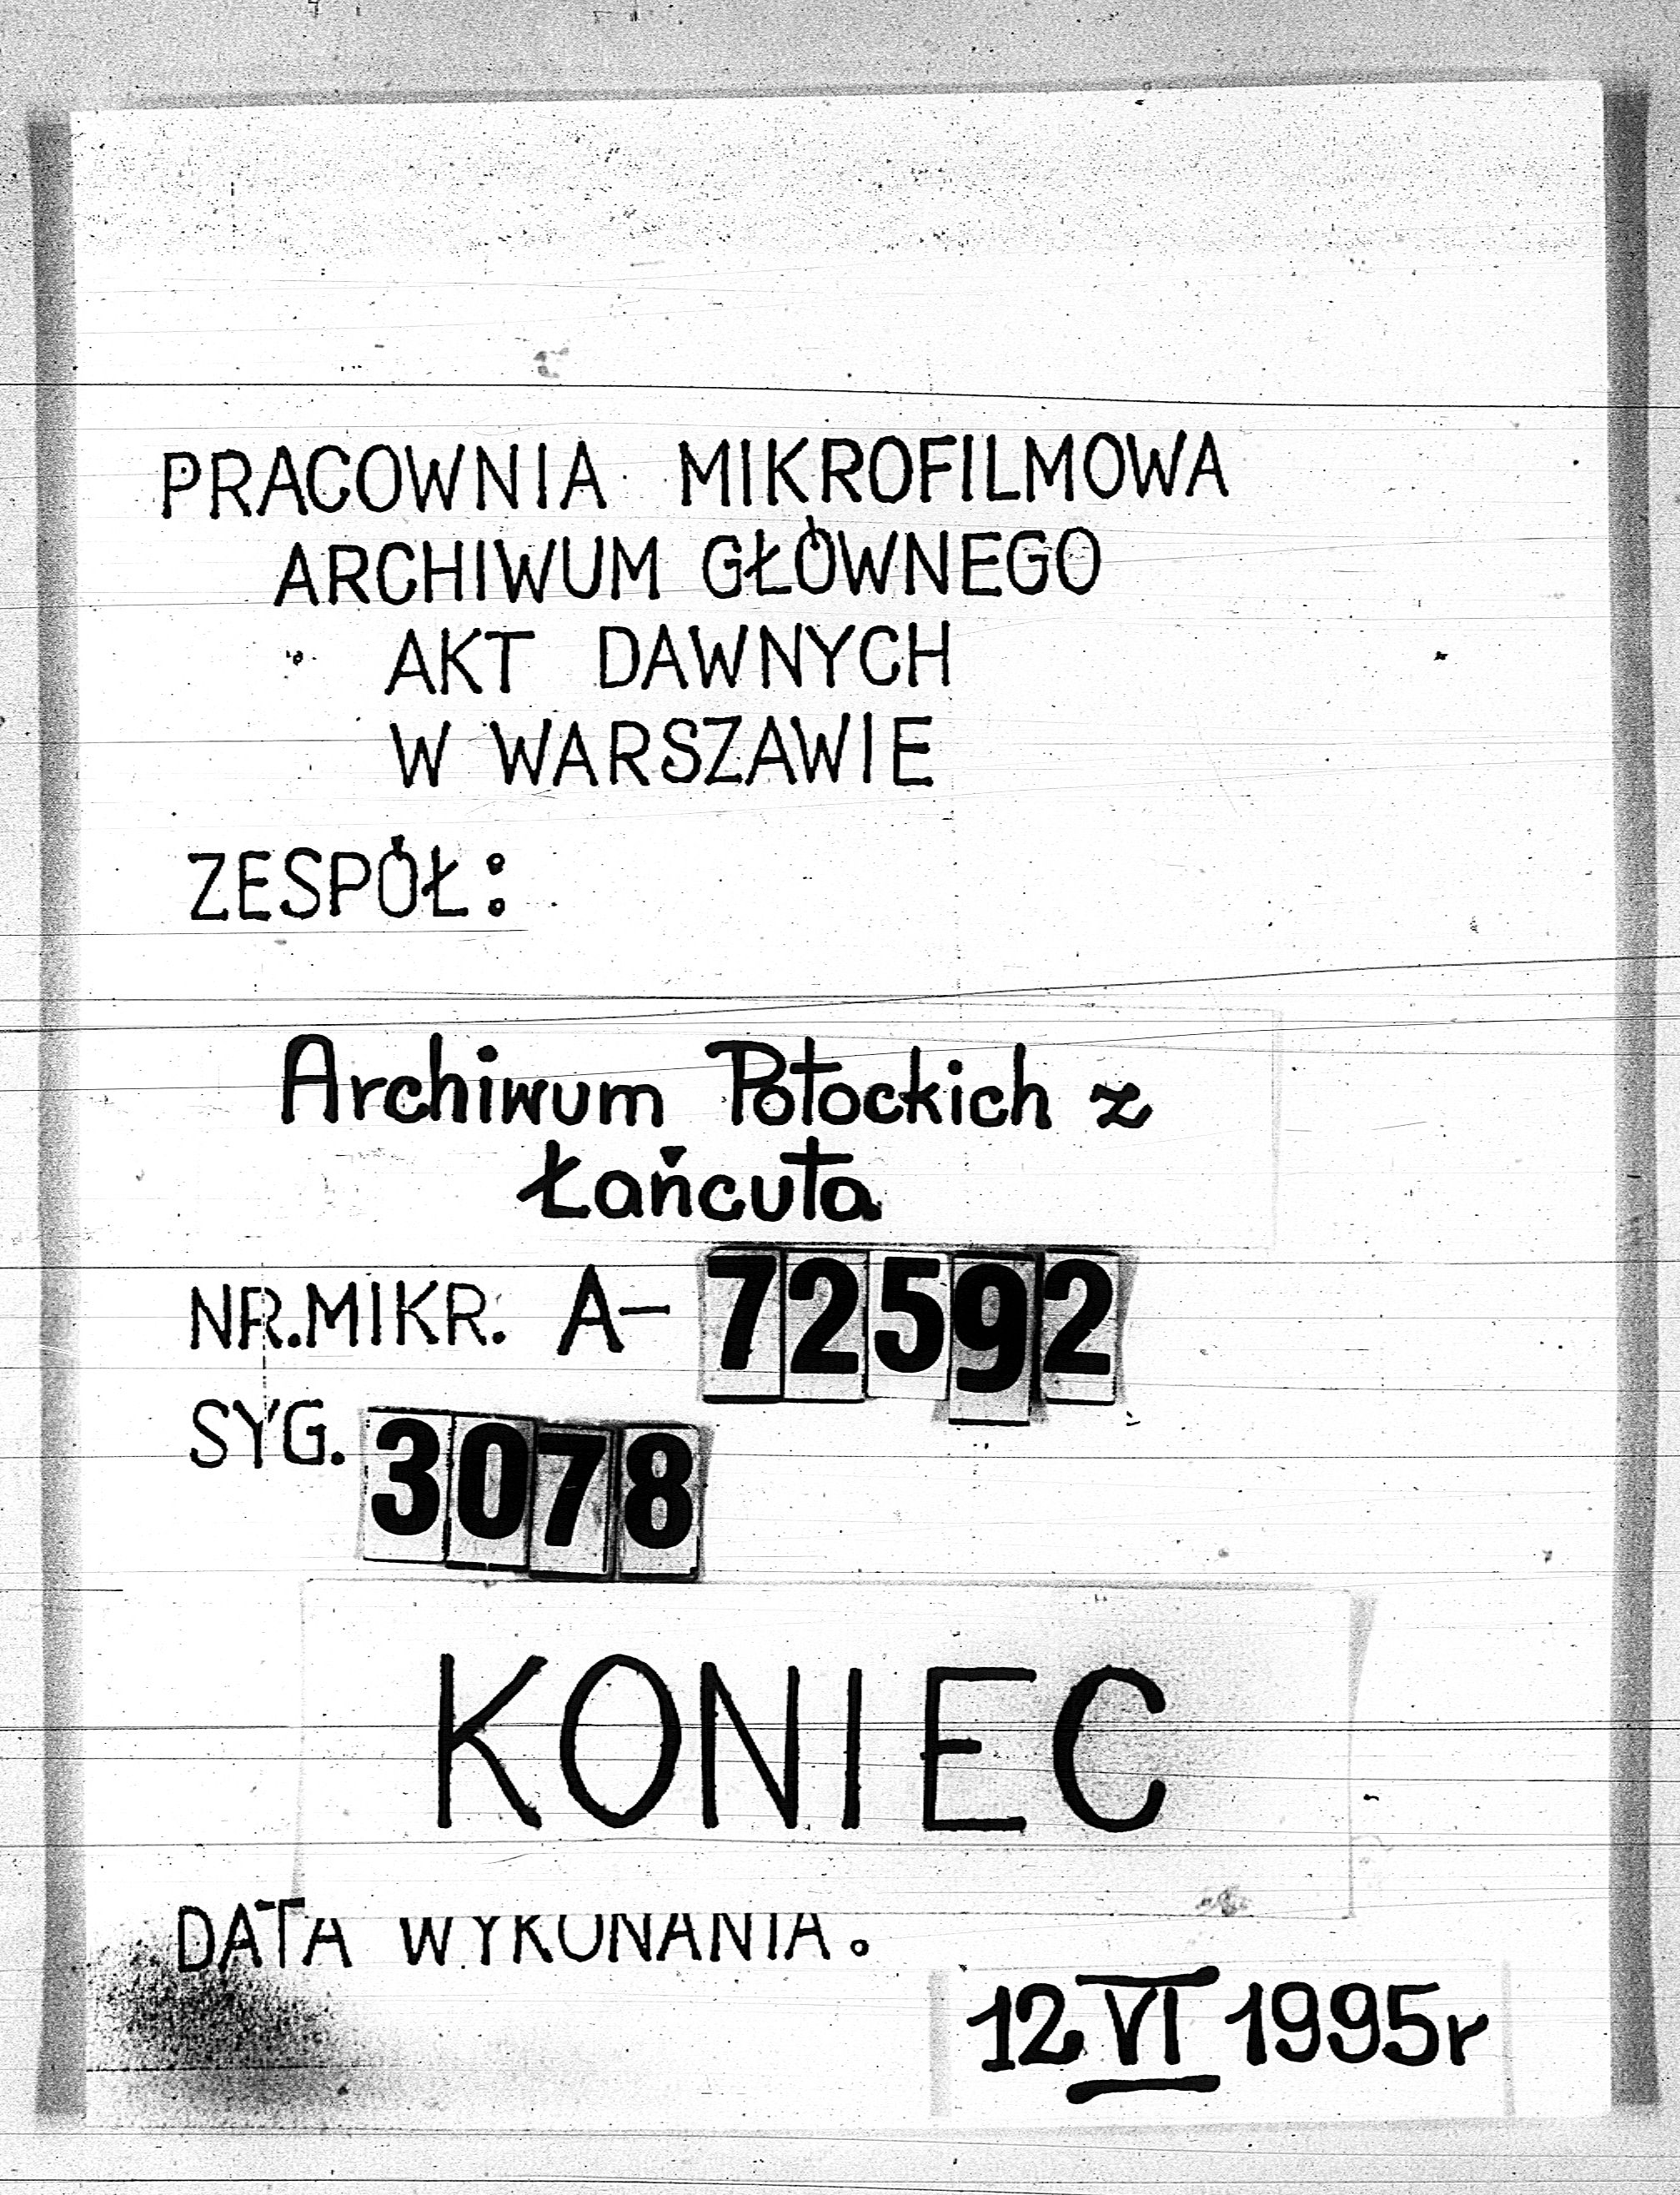 PRACOWNIA MIKROFILMOWA
ARCHIWUM GŁÓWNEGO
AKT DAWNYCH
W WARSZAWIE
ZESPÓŁ:
Archiwum Potockich z
Łańcuta
NR.MIKR. A- 72592
SYG. 3078
KONIEC
DATA WYKONANIA.
12 VI 1995r